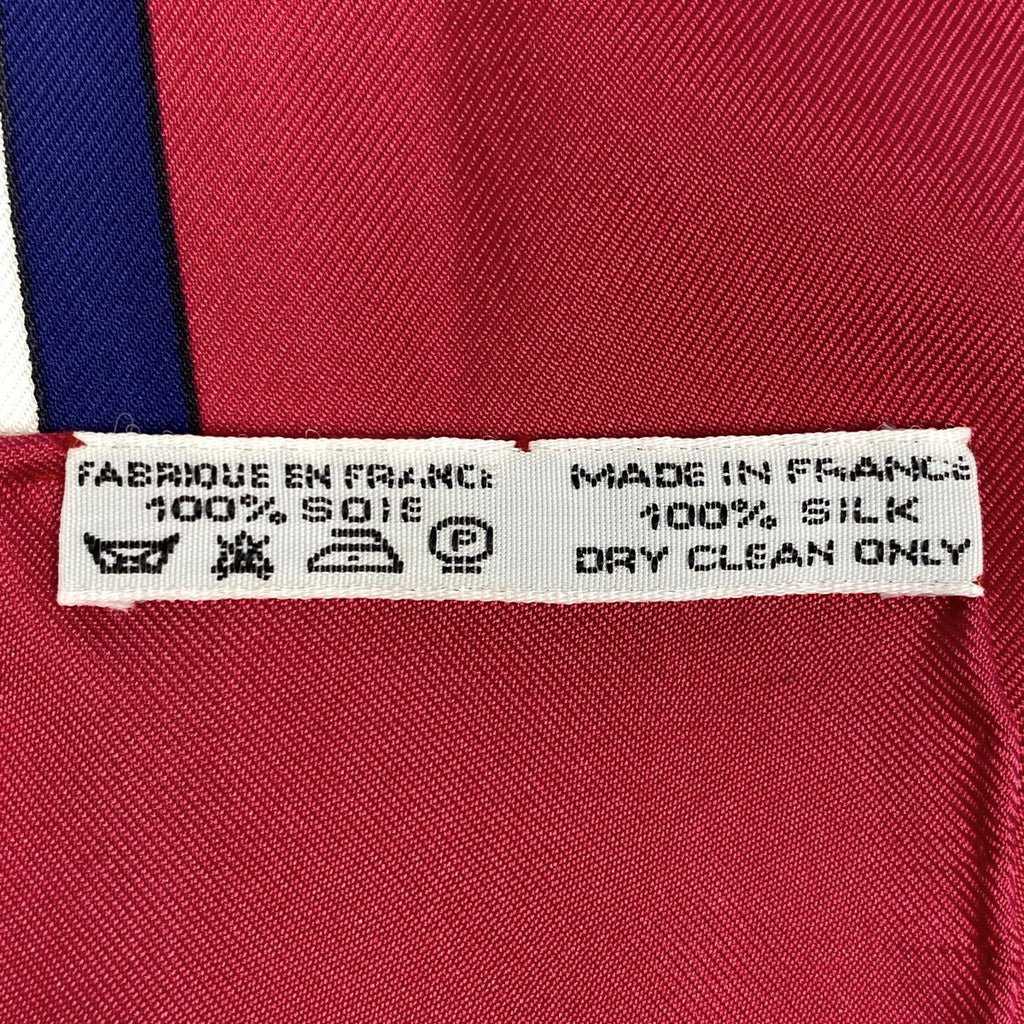 FABRIQUE EN FRANCE
100% SOIE
P
MADE IN FRANCE
100% SILK
DRY CLEAN ONLY